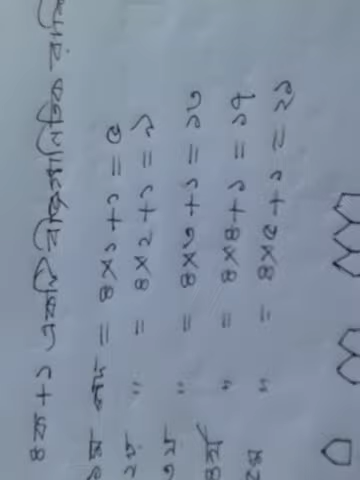 ৪ক + ১ একটি বীজগাণিতিক রাশি
১ম পদ = ৪×১+১ = ৫
২য় " = ৪×২+১ = ৯
৩য় " = ৪×৩+১ = ১৩
৪র্থ " = ৪×৪+১ = ১৭
৫ম " = ৪×৫+১ = ২১